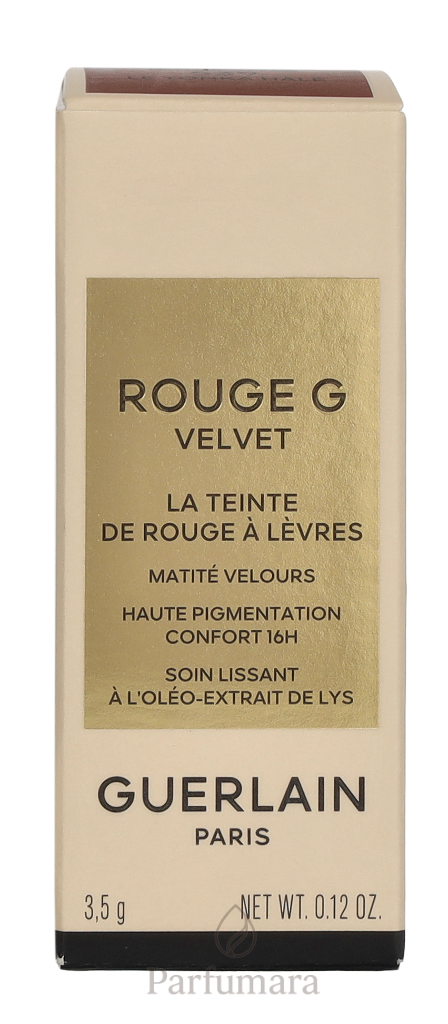 ROUGE G
VELVET
LA TEINTE
DE ROUGE À LÈVRES
MATITÉ VELOURS
HAUTE PIGMENTATION
CONFORT 16H
SOIN LISSANT
À L'OLÉO-EXTRAIT DE LYS
GUERLAIN
PARIS
3,5 g NET WT. 0.12 OZ.
Parfumara